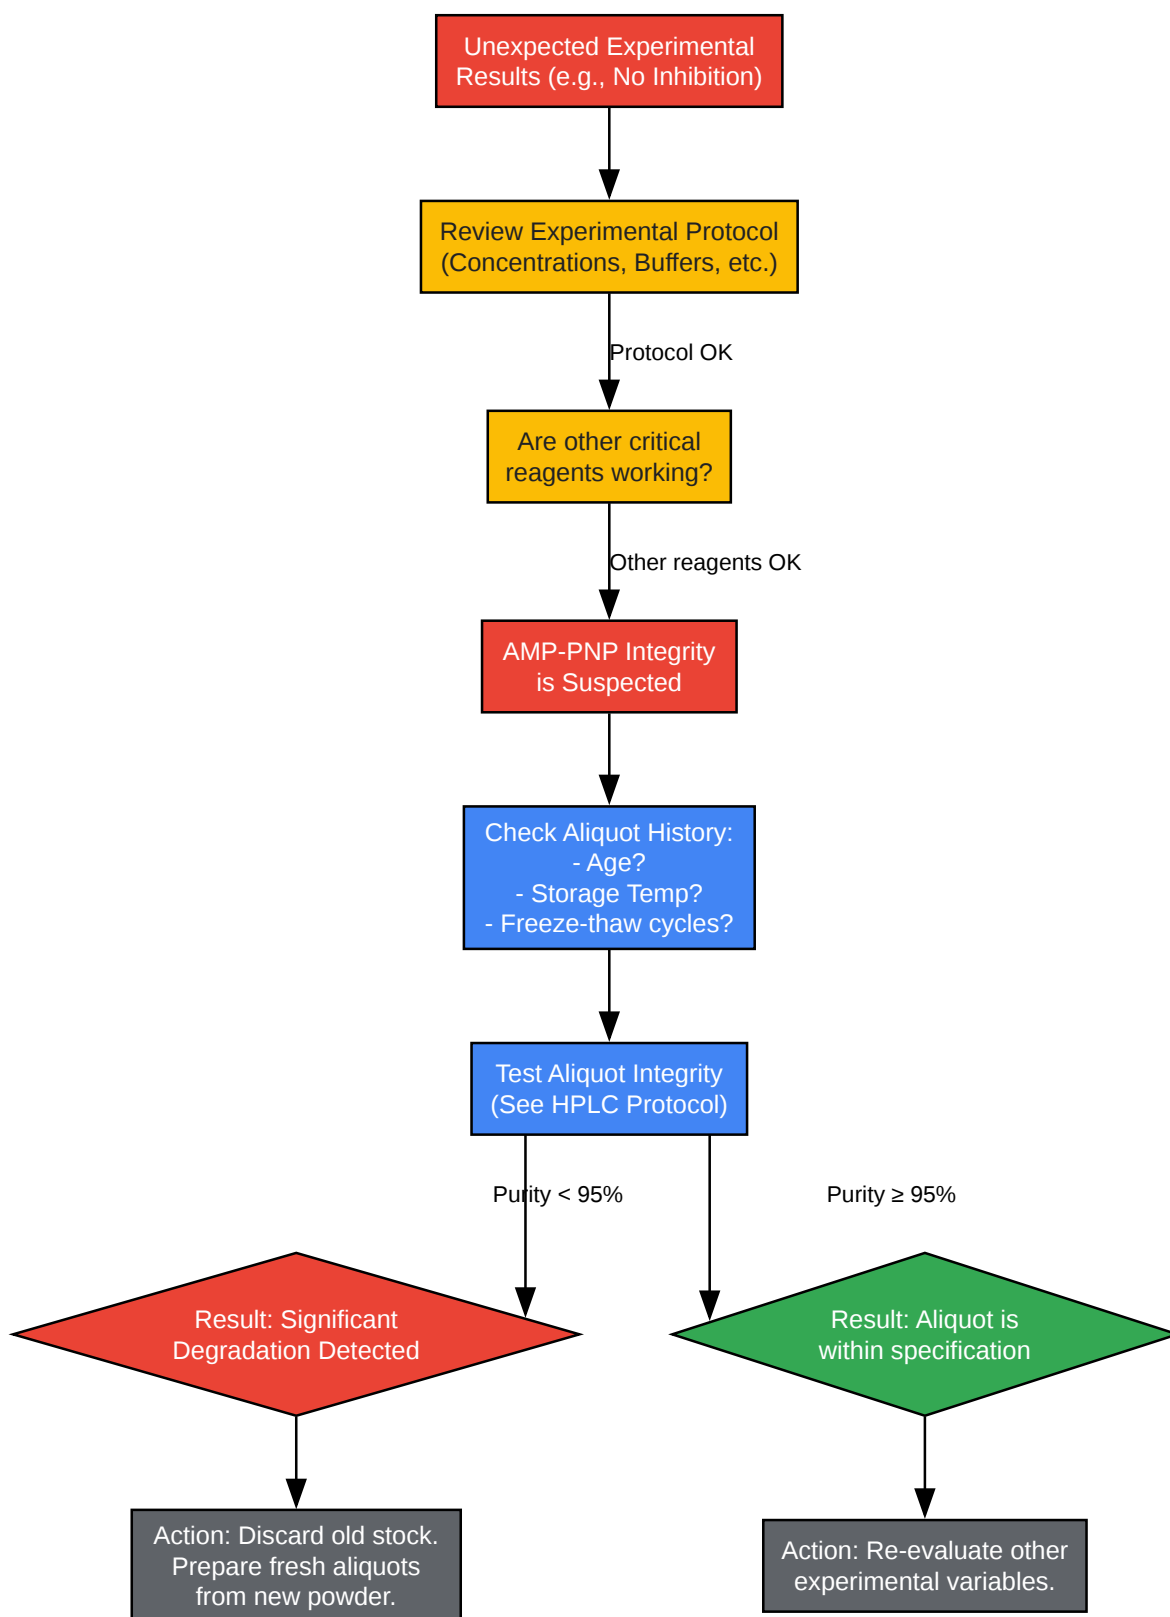 Unexpected Experimental
Results (e.g., No Inhibition)
Review Experimental Protocol
(Concentrations, Buffers, etc.)
Protocol OK
Are other critical
reagents working?
Other reagents OK
AMP-PNP Integrity
is Suspected
Check Aliquot History:
- Age?
- Storage Temp?
- Freeze-thaw cycles?
Test Aliquot Integrity
(See HPLC Protocol)
Purity < 95%
Purity ≥ 95%
Result: Significant
Degradation Detected
Result: Aliquot is
within specification
Action: Discard old stock.
Prepare fresh aliquots
from new powder.
Action: Re-evaluate other
experimental variables.